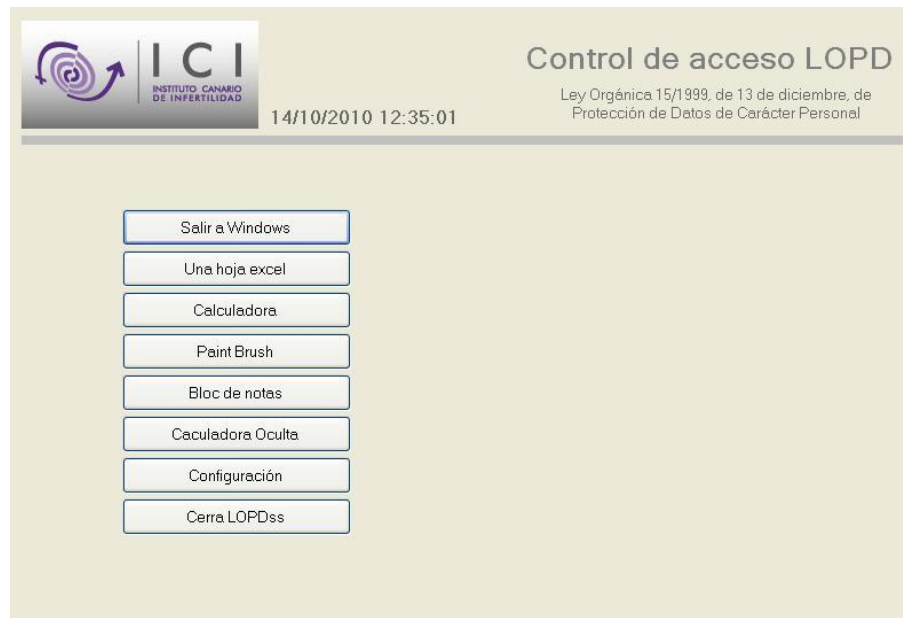 ICI
INSTITUTO CANARIO
DE INFERTILIDAD
14/10/2010 12:35:01
Control de acceso LOPD
Ley Orgánica 15/1999, de 13 de diciembre, de
Protección de Datos de Carácter Personal
Salir a Windows
Una hoja excel
Calculadora
Paint Brush
Bloc de notas
Caculadora Oculta
Configuración
Cerra LOPDss